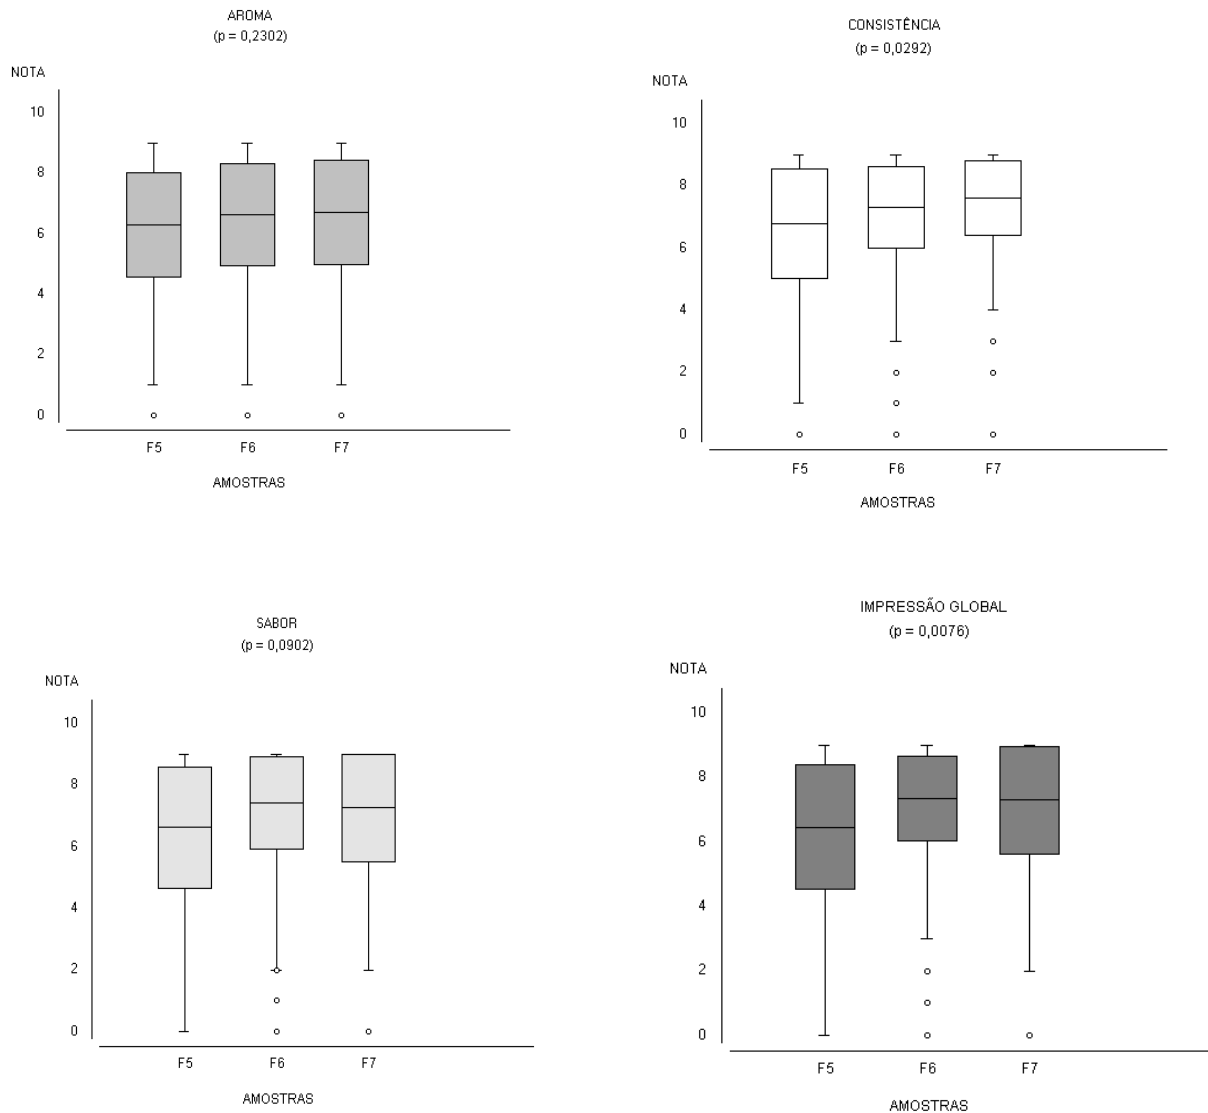 AROMA
(p = 0,2302)
NOTA
10
8
6
4
2
0
F5 F6 F7
AMOSTRAS
CONSISTÊNCIA
(p = 0,0292)
NOTA
10
8
6
4
2
0
F5 F6 F7
AMOSTRAS
SABOR
(p = 0,0902)
NOTA
10
8
6
4
2
0
F5 F6 F7
AMOSTRAS
IMPRESSÃO GLOBAL
(p = 0,0076)
NOTA
10
8
6
4
2
0
F5 F6 F7
AMOSTRAS